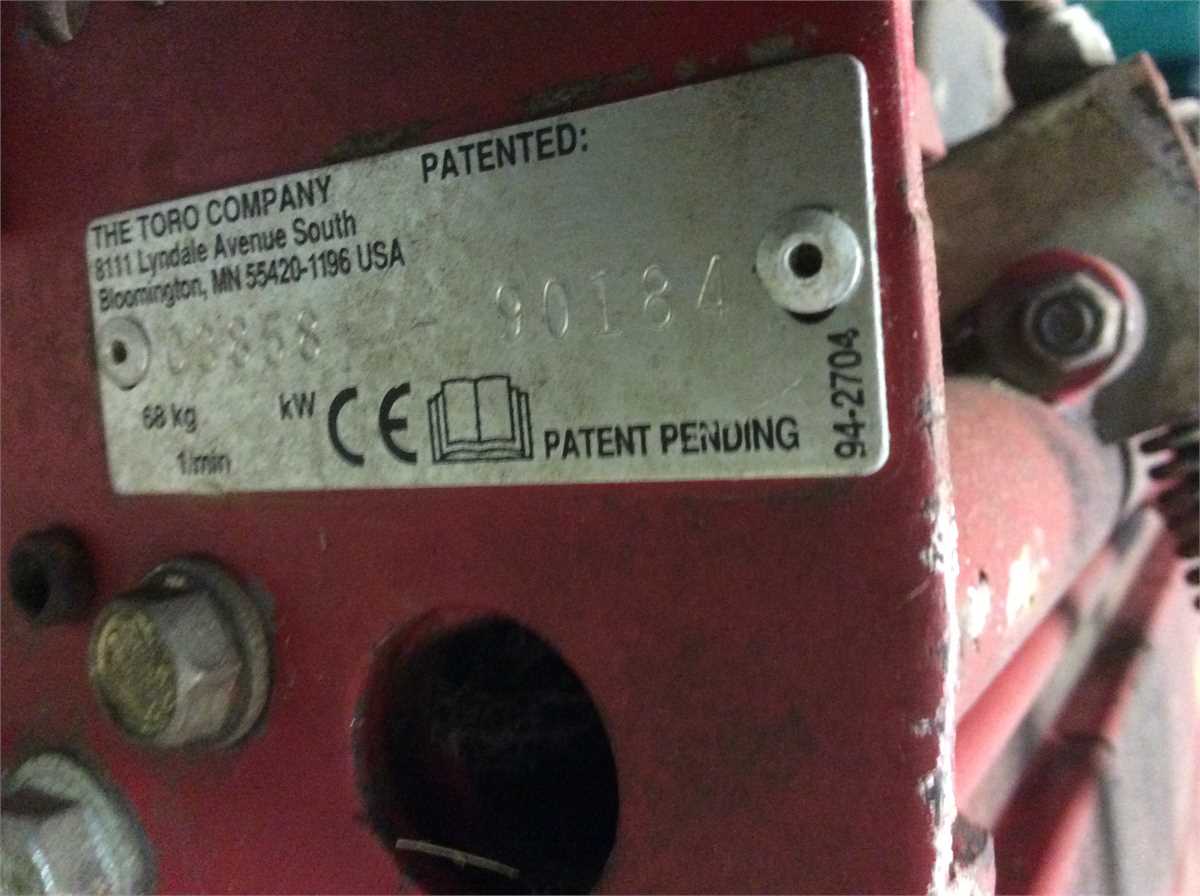 PATENTED:
THE TORO COMPANY
8111 Lyndale Avenue South
Bloomington, MN 55420-1196 USA
03858 - 90184
68 kg kW CE
1/min
PATENT PENDING
94-2704